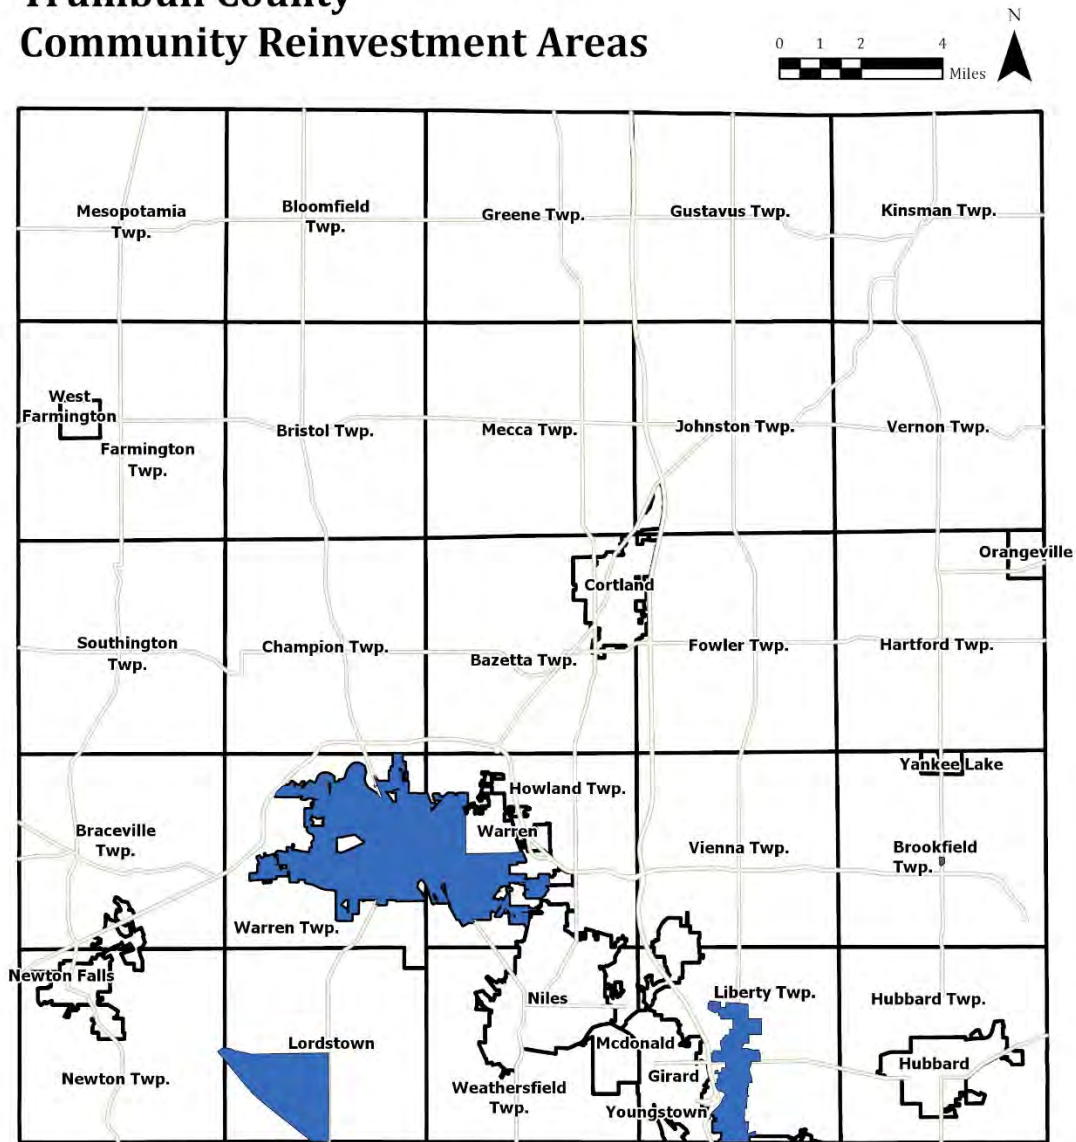 Trumbull County
Community Reinvestment Areas
N
0 1 2 4
Miles
Mesopotamia
Twp.
Bloomfield
Twp.
Greene Twp.
Gustavus Twp.
Kinsman Twp.
West
Farmington
Farmington
Twp.
Bristol Twp.
Mecca Twp.
Johnston Twp.
Vernon Twp.
Orangeville
Cortland
Southington
Twp.
Champion Twp.
Bazetta Twp.
Fowler Twp.
Hartford Twp.
Yankee Lake
Howland Twp.
Braceville
Twp.
Warren
Vienna Twp.
Brookfield
Twp.
Warren Twp.
Newton Falls
Niles
Liberty Twp.
Hubbard Twp.
Lordstown
Mcdonald
Hubbard
Newton Twp.
Weathersfield
Twp.
Girard
Youngstown